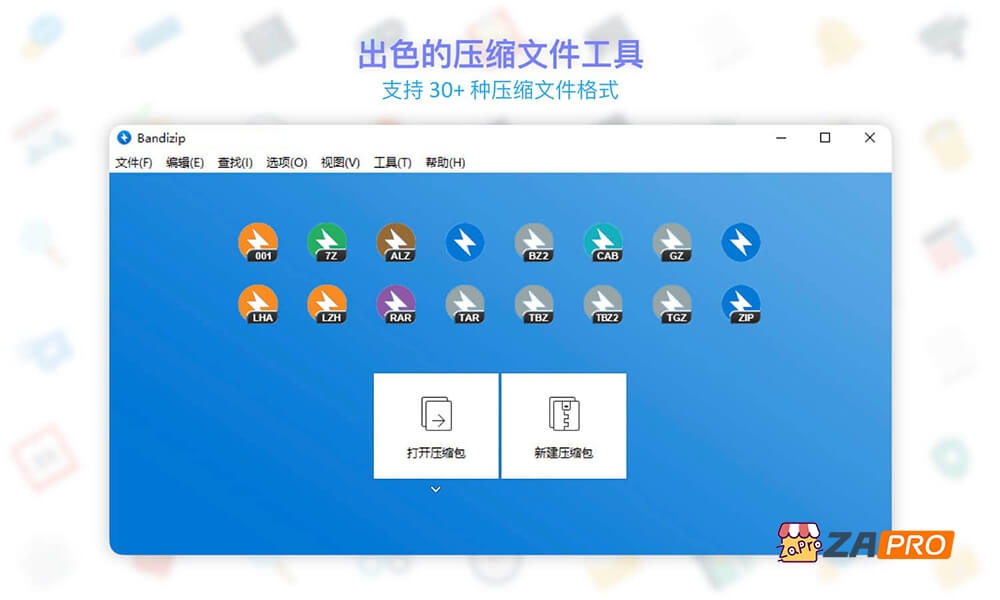 出色的压缩文件工具
支持 30+ 种压缩文件格式
Bandizip
文件(F) 编辑(E) 查找(I) 选项(O) 视图(V) 工具(T) 帮助(H)
001 7Z ALZ BZ2 CAB GZ
LHA LZH RAR TAR TBZ TBZ2 TGZ ZIP
打开压缩包 新建压缩包
ZaPro ZAPRO